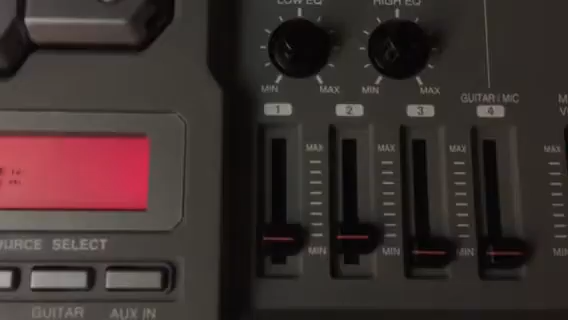 LOW EQ HIGH EQ
MIN MAX MIN MAX
GUITAR / MIC
1 2 3 4
MAX MAX MAX MAX
MIN MIN MIN MIN
SOURCE SELECT
GUITAR AUX IN